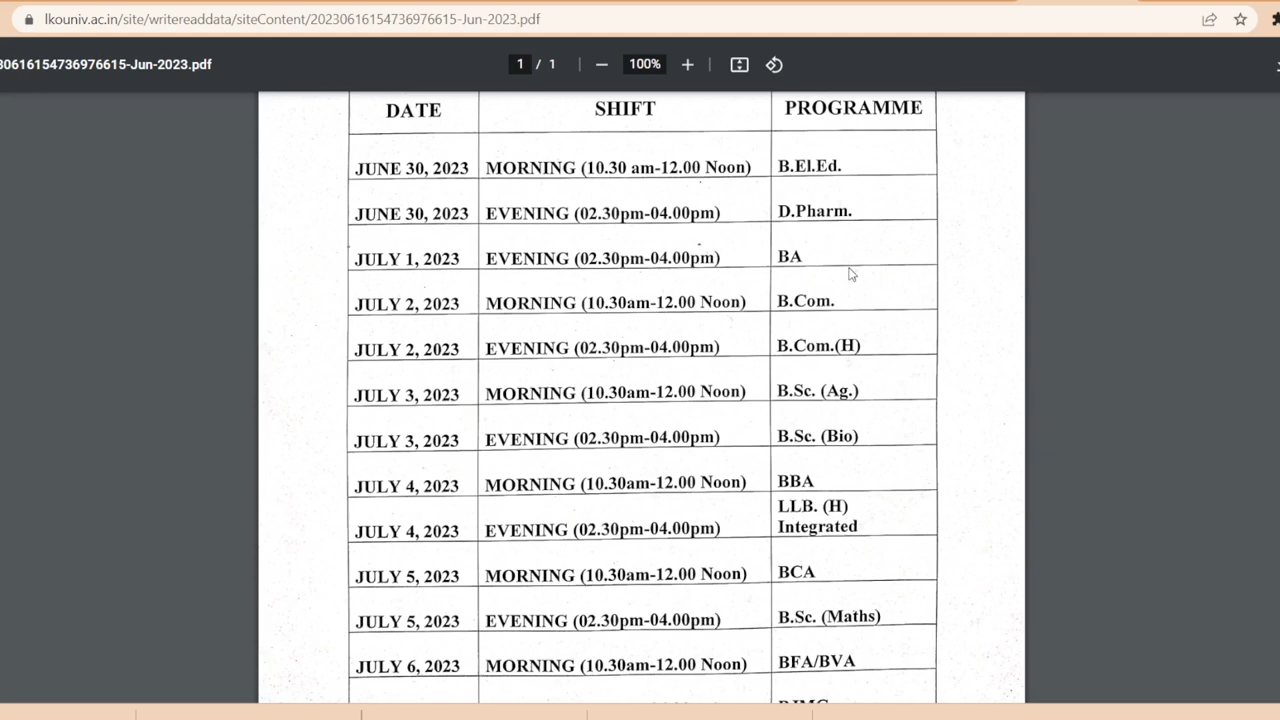 lkouniv.ac.in/site/writereaddata/siteContent/20230616154736976615-Jun-2023.pdf
30616154736976615-Jun-2023.pdf
1 / 1
100%
DATE SHIFT PROGRAMME
JUNE 30, 2023 MORNING (10.30 am-12.00 Noon) B.El.Ed.
JUNE 30, 2023 EVENING (02.30pm-04.00pm) D.Pharm.
JULY 1, 2023 EVENING (02.30pm-04.00pm) BA
JULY 2, 2023 MORNING (10.30am-12.00 Noon) B.Com.
JULY 2, 2023 EVENING (02.30pm-04.00pm) B.Com.(H)
JULY 3, 2023 MORNING (10.30am-12.00 Noon) B.Sc. (Ag.)
JULY 3, 2023 EVENING (02.30pm-04.00pm) B.Sc. (Bio)
JULY 4, 2023 MORNING (10.30am-12.00 Noon) BBA
JULY 4, 2023 EVENING (02.30pm-04.00pm) LLB. (H)
Integrated
JULY 5, 2023 MORNING (10.30am-12.00 Noon) BCA
JULY 5, 2023 EVENING (02.30pm-04.00pm) B.Sc. (Maths)
JULY 6, 2023 MORNING (10.30am-12.00 Noon) BFA/BVA